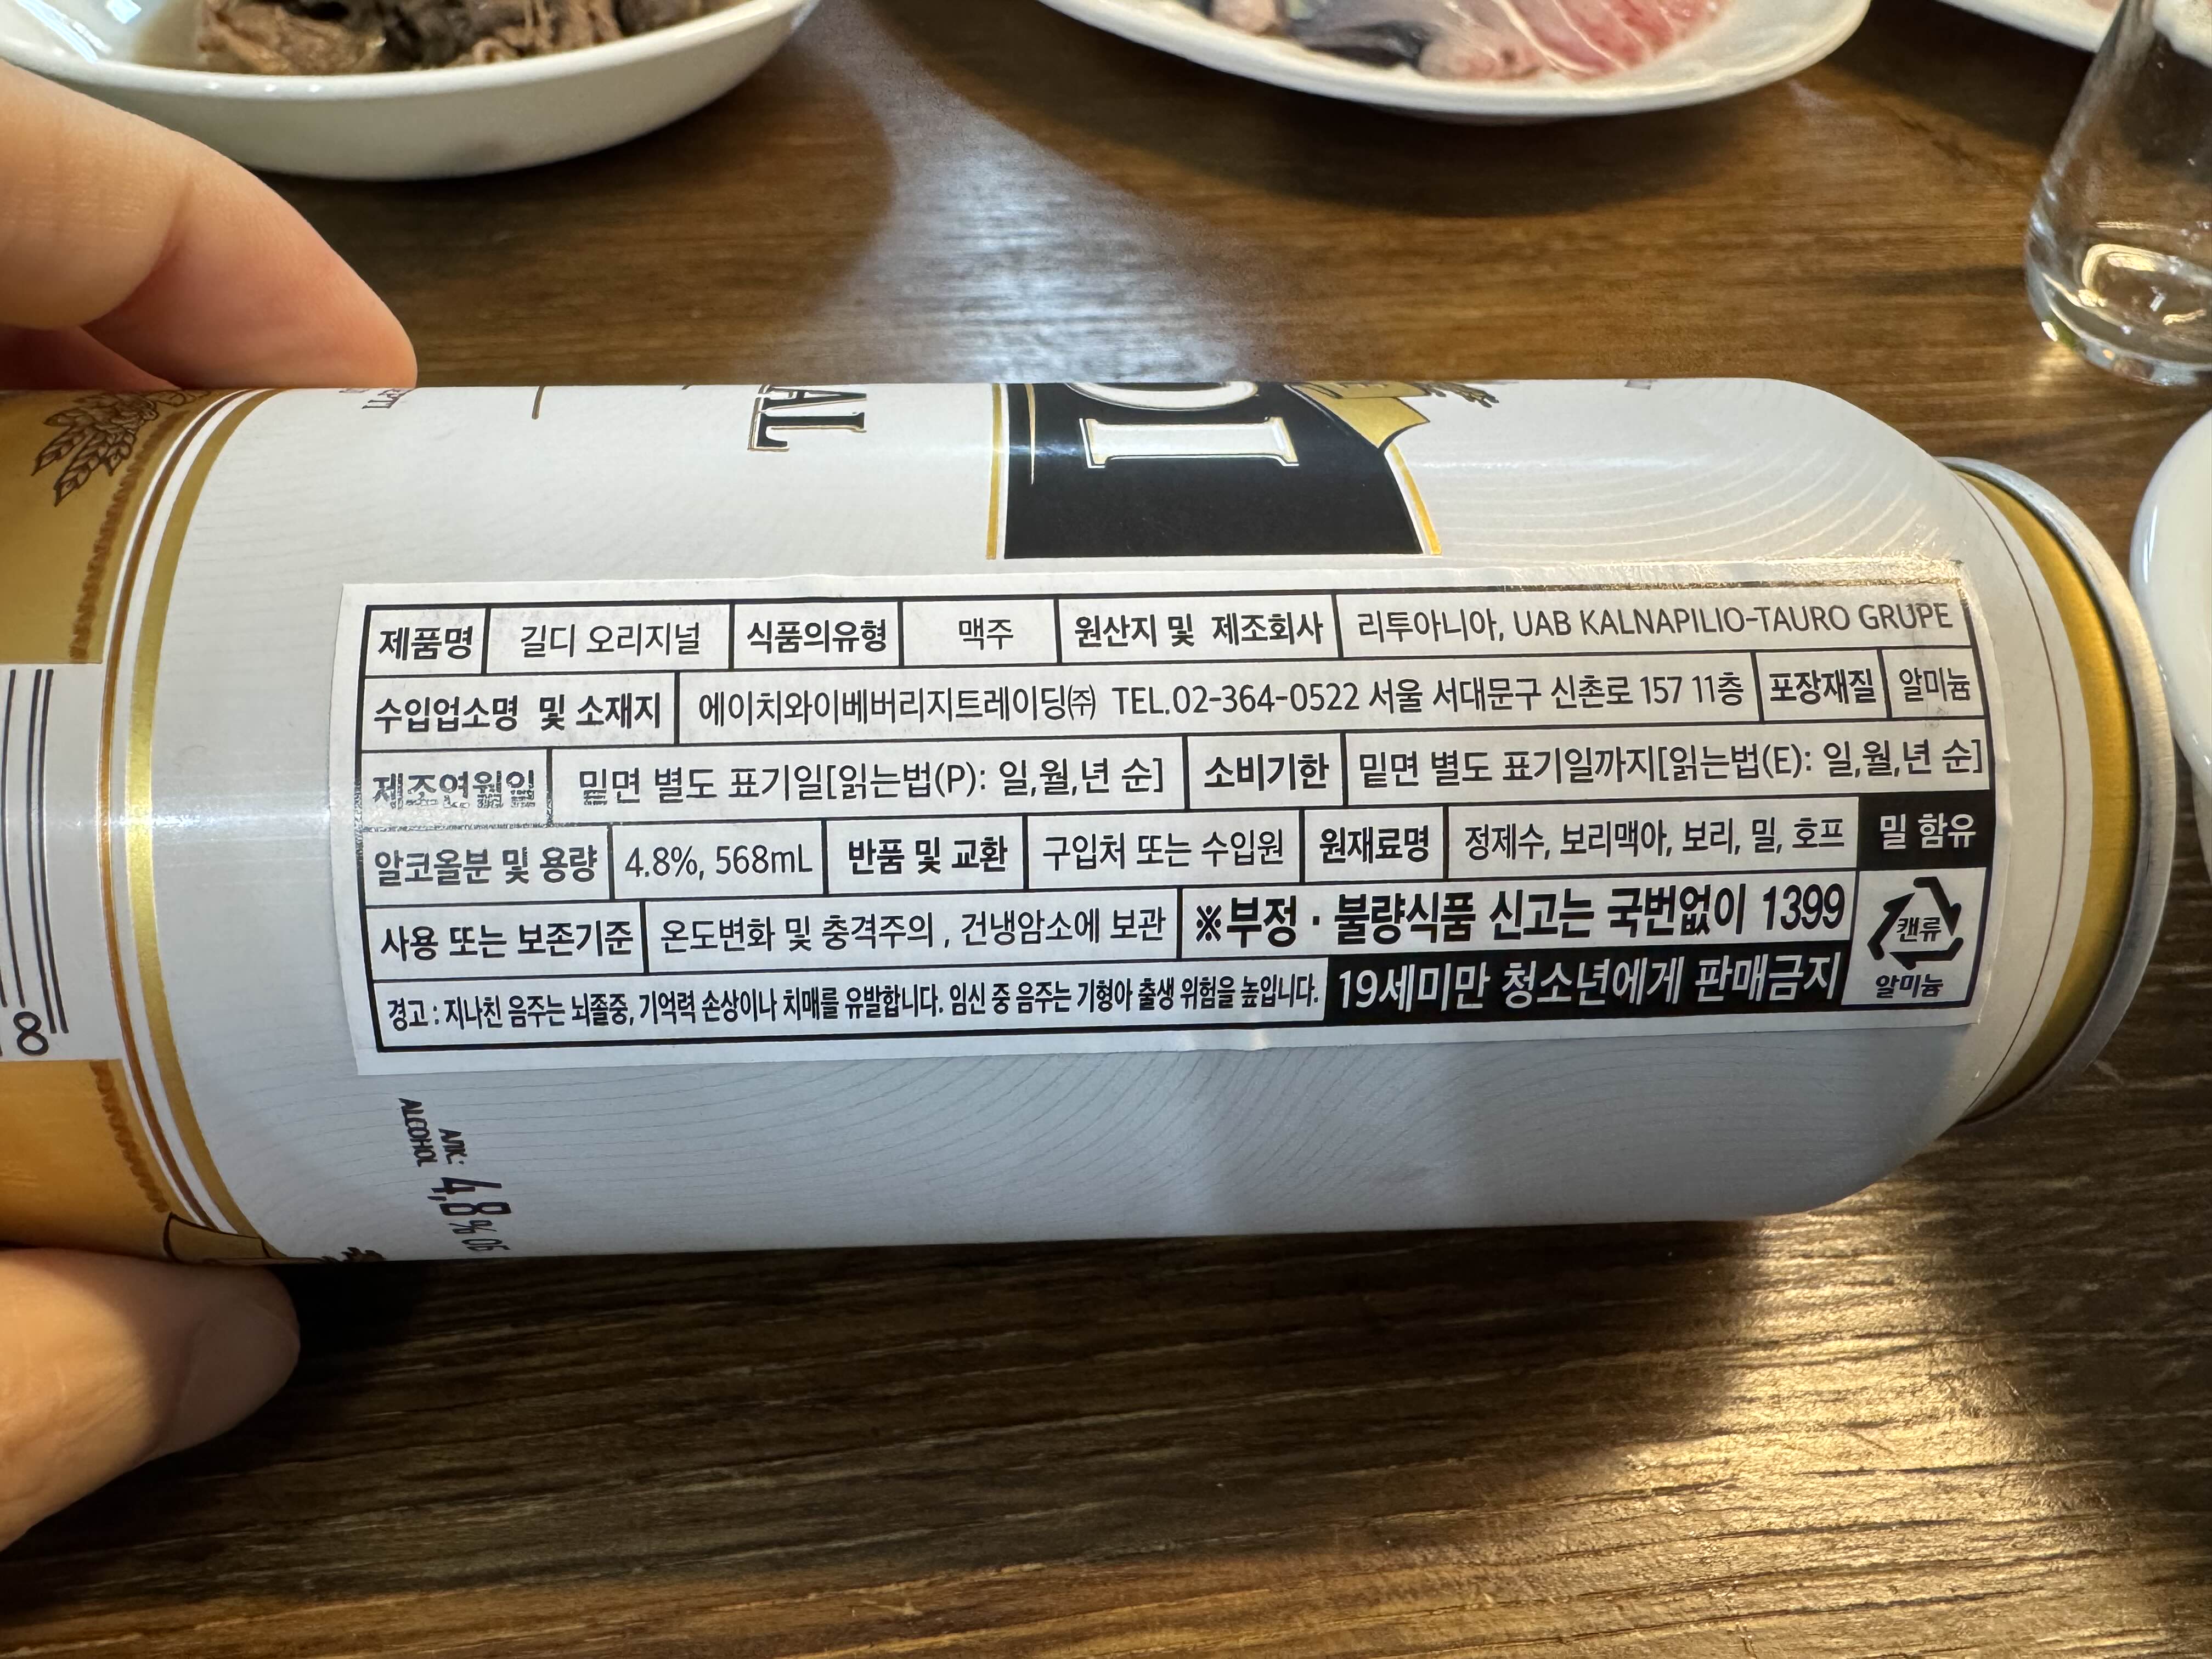 AL
제품명 길디 오리지널 식품의유형 맥주 원산지 및 제조회사 리투아니아, UAB KALNAPILIO-TAURO GRUPE
수입업소명 및 소재지 에이치와이베버리지트레이딩㈜ TEL.02-364-0522 서울 서대문구 신촌로 157 11층 포장재질 알미늄
제조연월일 밑면 별도 표기일[읽는법(P): 일,월,년 순] 소비기한 밑면 별도 표기일까지[읽는법(E): 일,월,년 순]
알코올분 및 용량 4.8%, 568mL 반품 및 교환 구입처 또는 수입원 원재료명 정제수, 보리맥아, 보리, 밀, 호프 밀 함유
사용 또는 보존기준 온도변화 및 충격주의 , 건냉암소에 보관 ※부정 · 불량식품 신고는 국번없이 1399
캔류
알미늄
경고 : 지나친 음주는 뇌졸중, 기억력 손상이나 치매를 유발합니다. 임신 중 음주는 기형아 출생 위험을 높입니다. 19세미만 청소년에게 판매금지
ALCOHOL
4,8%
8